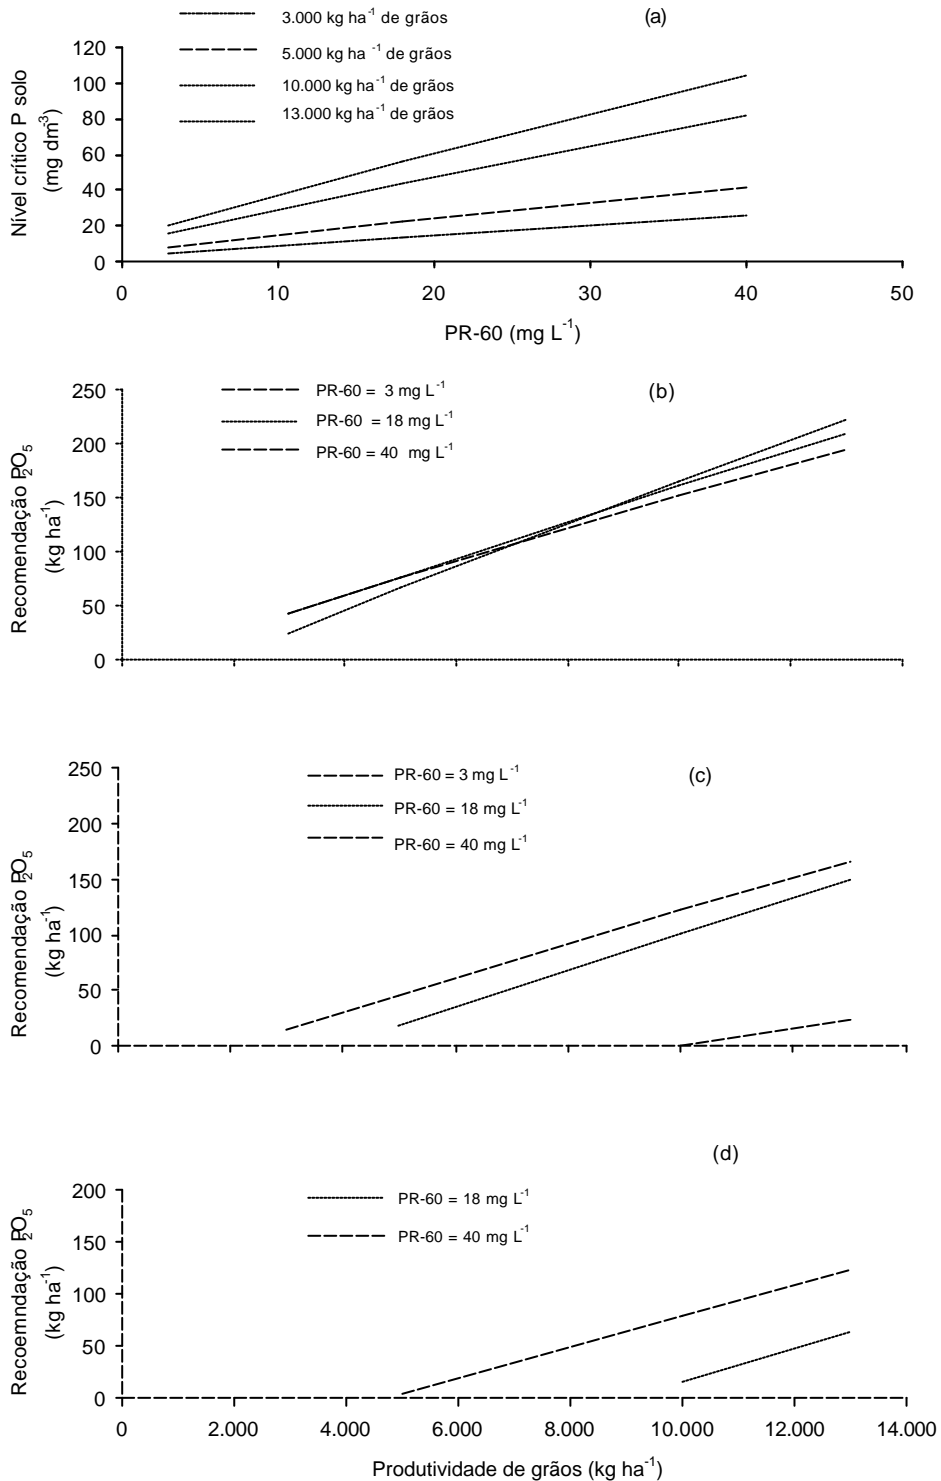 3.000 kg ha⁻¹ de grãos
(a)
5.000 kg ha⁻¹ de grãos
10.000 kg ha⁻¹ de grãos
13.000 kg ha⁻¹ de grãos
Nível crítico P solo
(mg dm⁻³)
120
100
80
60
40
20
0
0 10 20 30 40 50
PR-60 (mg L⁻¹)
(b)
PR-60 = 3 mg L⁻¹
PR-60 = 18 mg L⁻¹
PR-60 = 40 mg L⁻¹
Recomendação P₂O₅
(kg ha⁻¹)
250
200
150
100
50
0
(c)
PR-60 = 3 mg L⁻¹
PR-60 = 18 mg L⁻¹
PR-60 = 40 mg L⁻¹
Recomendação P₂O₅
(kg ha⁻¹)
250
200
150
100
50
0
(d)
PR-60 = 18 mg L⁻¹
PR-60 = 40 mg L⁻¹
Recoemndação P₂O₅
(kg ha⁻¹)
200
150
100
50
0
0 2.000 4.000 6.000 8.000 10.000 12.000 14.000
Produtividade de grãos (kg ha⁻¹)